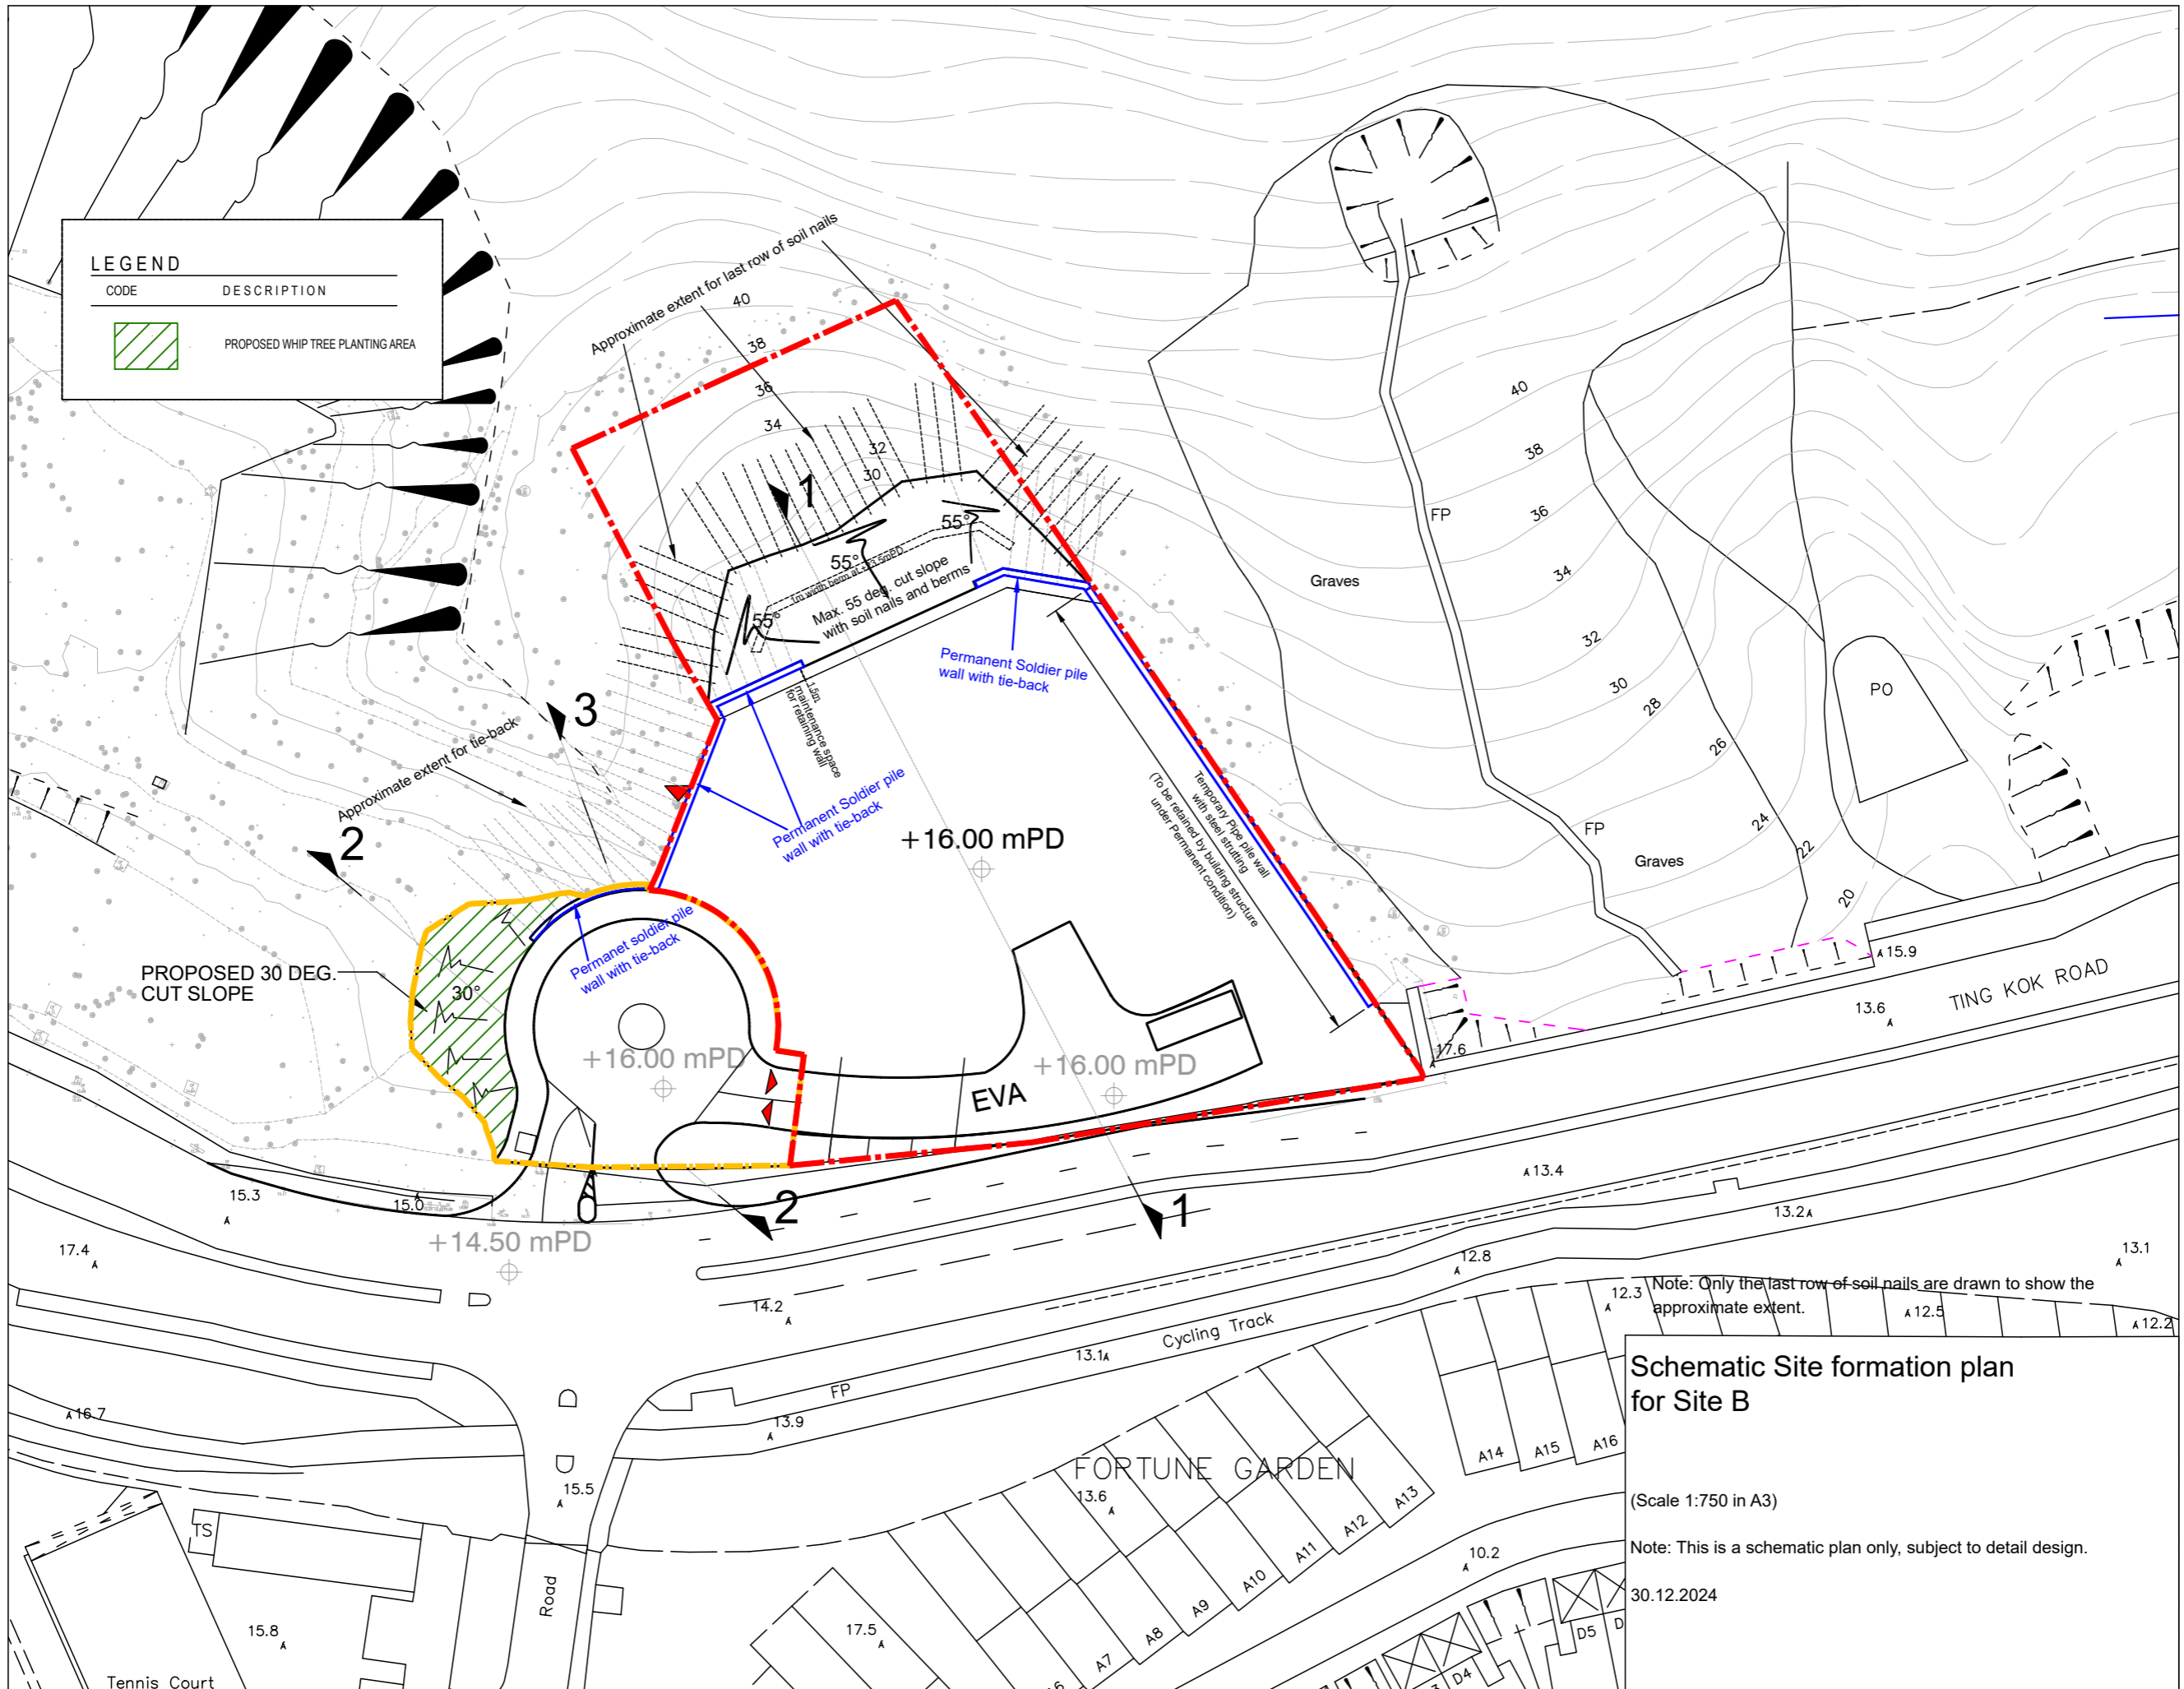 LEGEND
CODE DESCRIPTION
PROPOSED WHIP TREE PLANTING AREA
Approximate extent for last row of soil nails
40
38
36
34
32
30
1
55°
55°
55°
Max. 55 deg. cut slope
with soil nails and berms
Permanent Soldier pile
wall with tie-back
1.5m
maintenance space
for retaining wall
3
Approximate extent for tie-back
2
Permanent Soldier pile
wall with tie-back
+16.00 mPD
Temporary Pipe pile wall
with steel strutting
(To be retained by building structure
under Permanent condition)
Permanet soldier pile
wall with tie-back
PROPOSED 30 DEG.
CUT SLOPE
30°
+16.00 mPD
+16.00 mPD
EVA
2
1
+14.50 mPD
40
38
36
34
32
30
28
26
24
22
20
FP
Graves
FP
Graves
PO
15.9
13.6
TING KOK ROAD
17.6
13.4
13.2
13.1
12.8
15.3
15.0
17.4
14.2
12.3
12.5
12.2
Note: Only the last row of soil nails are drawn to show the
approximate extent.
Cycling Track
13.1
FP
13.9
16.7
15.5
FORTUNE GARDEN
13.6
A14
A15
A16
A13
A12
A11
A10
A9
A8
A7
10.2
17.5
TS
15.8
Road
Tennis Court
D4
D5
Schematic Site formation plan
for Site B
(Scale 1:750 in A3)
Note: This is a schematic plan only, subject to detail design.
30.12.2024